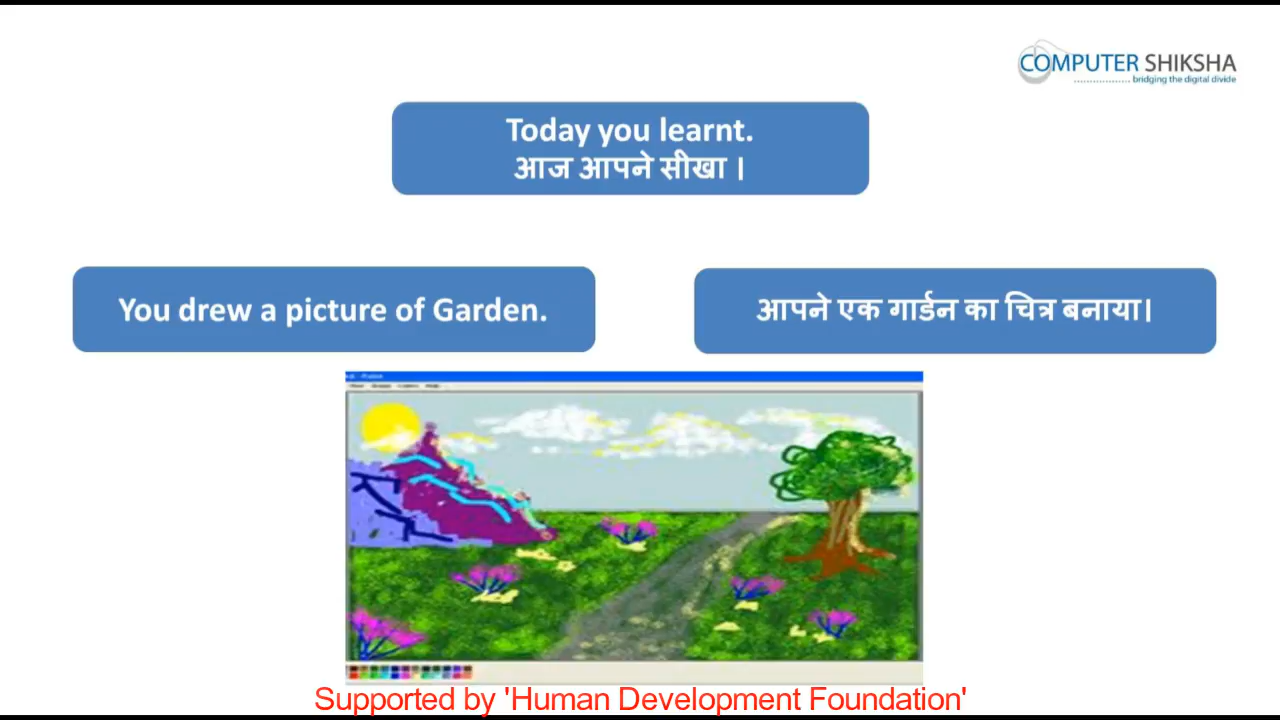 COMPUTER SHIKSHA
bridging the digital divide
Today you learnt.
आज आपने सीखा ।
You drew a picture of Garden.
आपने एक गार्डन का चित्र बनाया।
Supported by 'Human Development Foundation'